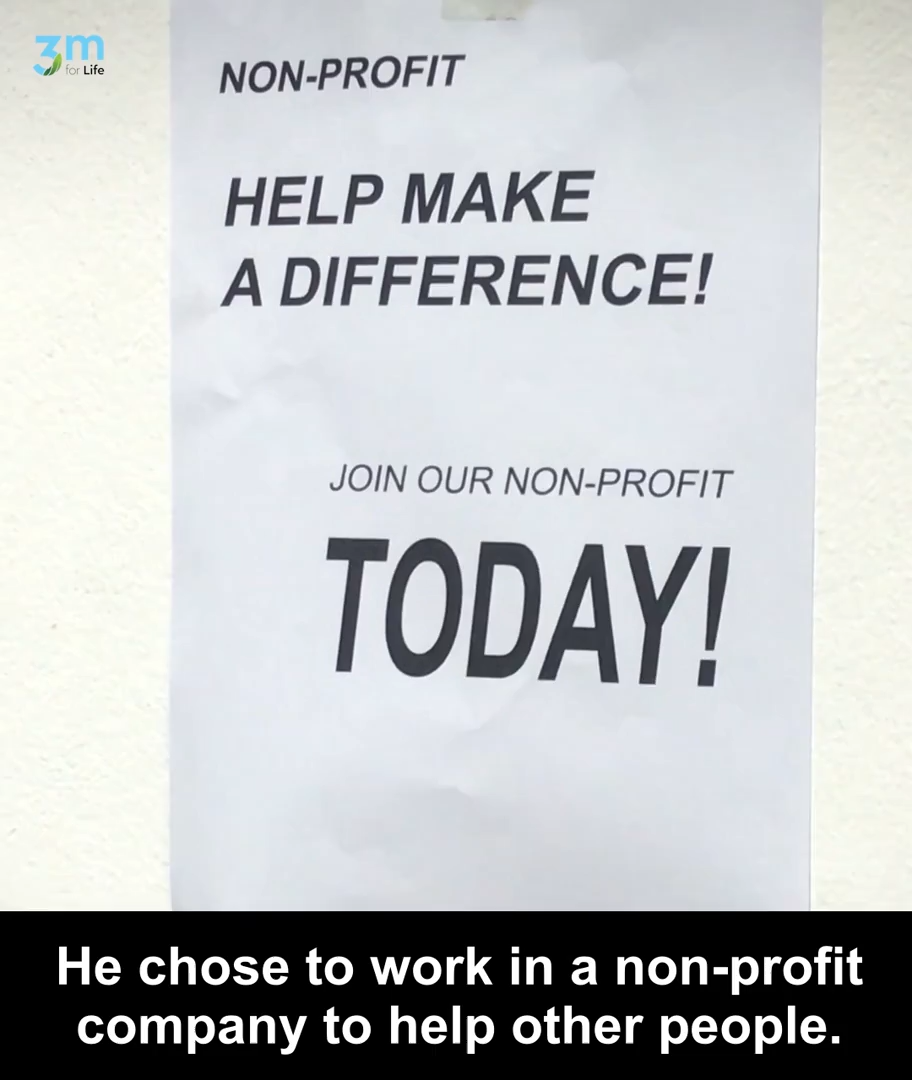 3m
for Life
NON-PROFIT
HELP MAKE
A DIFFERENCE!
JOIN OUR NON-PROFIT
TODAY!
He chose to work in a non-profit
company to help other people.